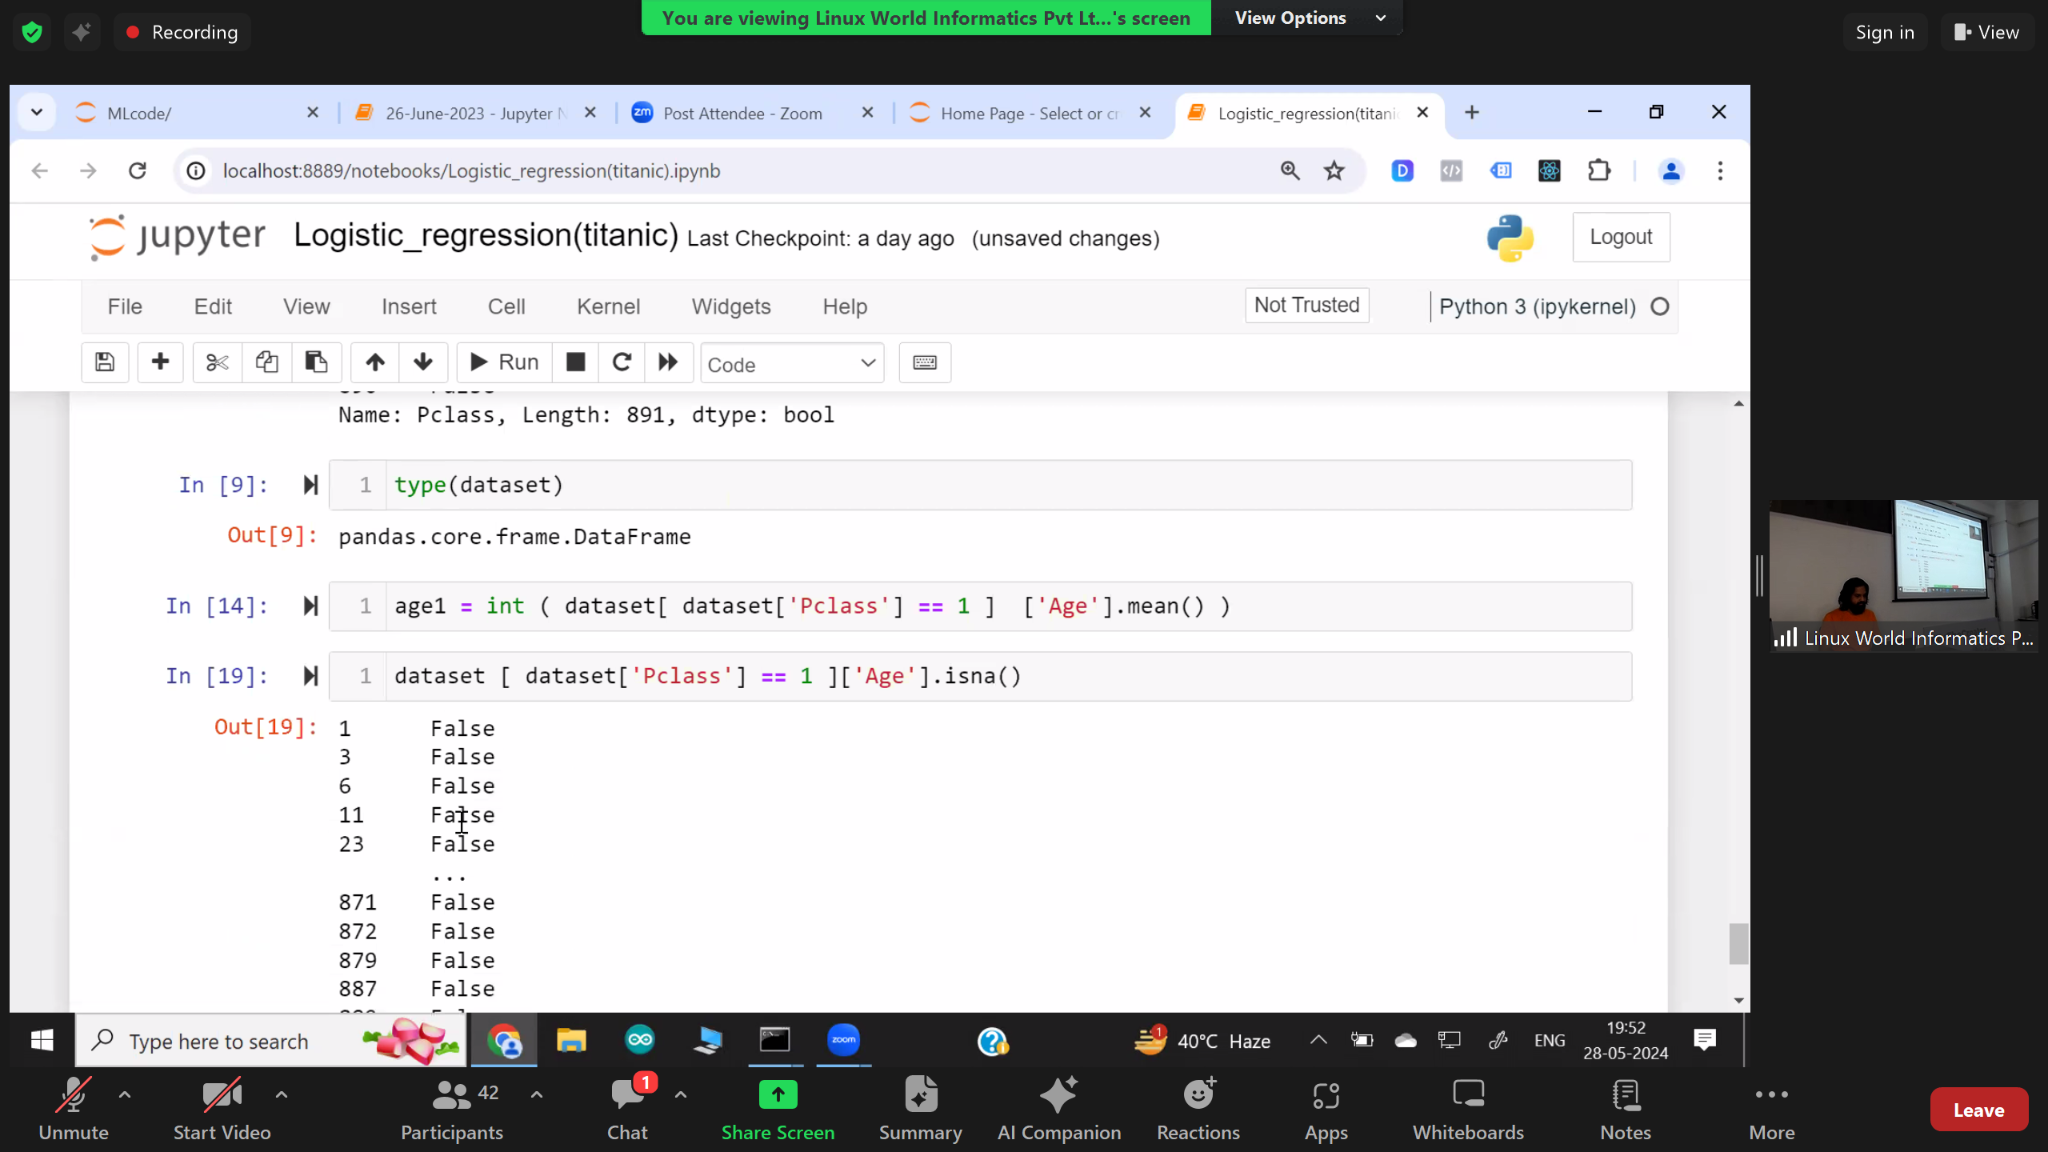 Recording
You are viewing Linux World Informatics Pvt Lt...'s screen
View Options
Sign in
View
MLcode/
26-June-2023 - Jupyter N
zm
Post Attendee - Zoom
Home Page - Select or cr
Logistic_regression(titani
localhost:8889/notebooks/Logistic_regression(titanic).ipynb
D
jupyter
Logistic_regression(titanic) Last Checkpoint: a day ago (unsaved changes)
Logout
File
Edit
View
Insert
Cell
Kernel
Widgets
Help
Not Trusted
Python 3 (ipykernel)
Run
Code
Name: Pclass, Length: 891, dtype: bool
In [9]:
1 type(dataset)
Out[9]: pandas.core.frame.DataFrame
In [14]:
1 age1 = int ( dataset[ dataset['Pclass'] == 1 ]  ['Age'].mean() )
In [19]:
1 dataset [ dataset['Pclass'] == 1 ]['Age'].isna()
Out[19]: 1 False
3 False
6 False
11 False
23 False
...
871 False
872 False
879 False
887 False
Linux World Informatics P...
Type here to search
zoom
1
40°C Haze
ENG
19:52
28-05-2024
Unmute
Start Video
42
Participants
1
Chat
Share Screen
Summary
AI Companion
Reactions
Apps
Whiteboards
Notes
More
Leave